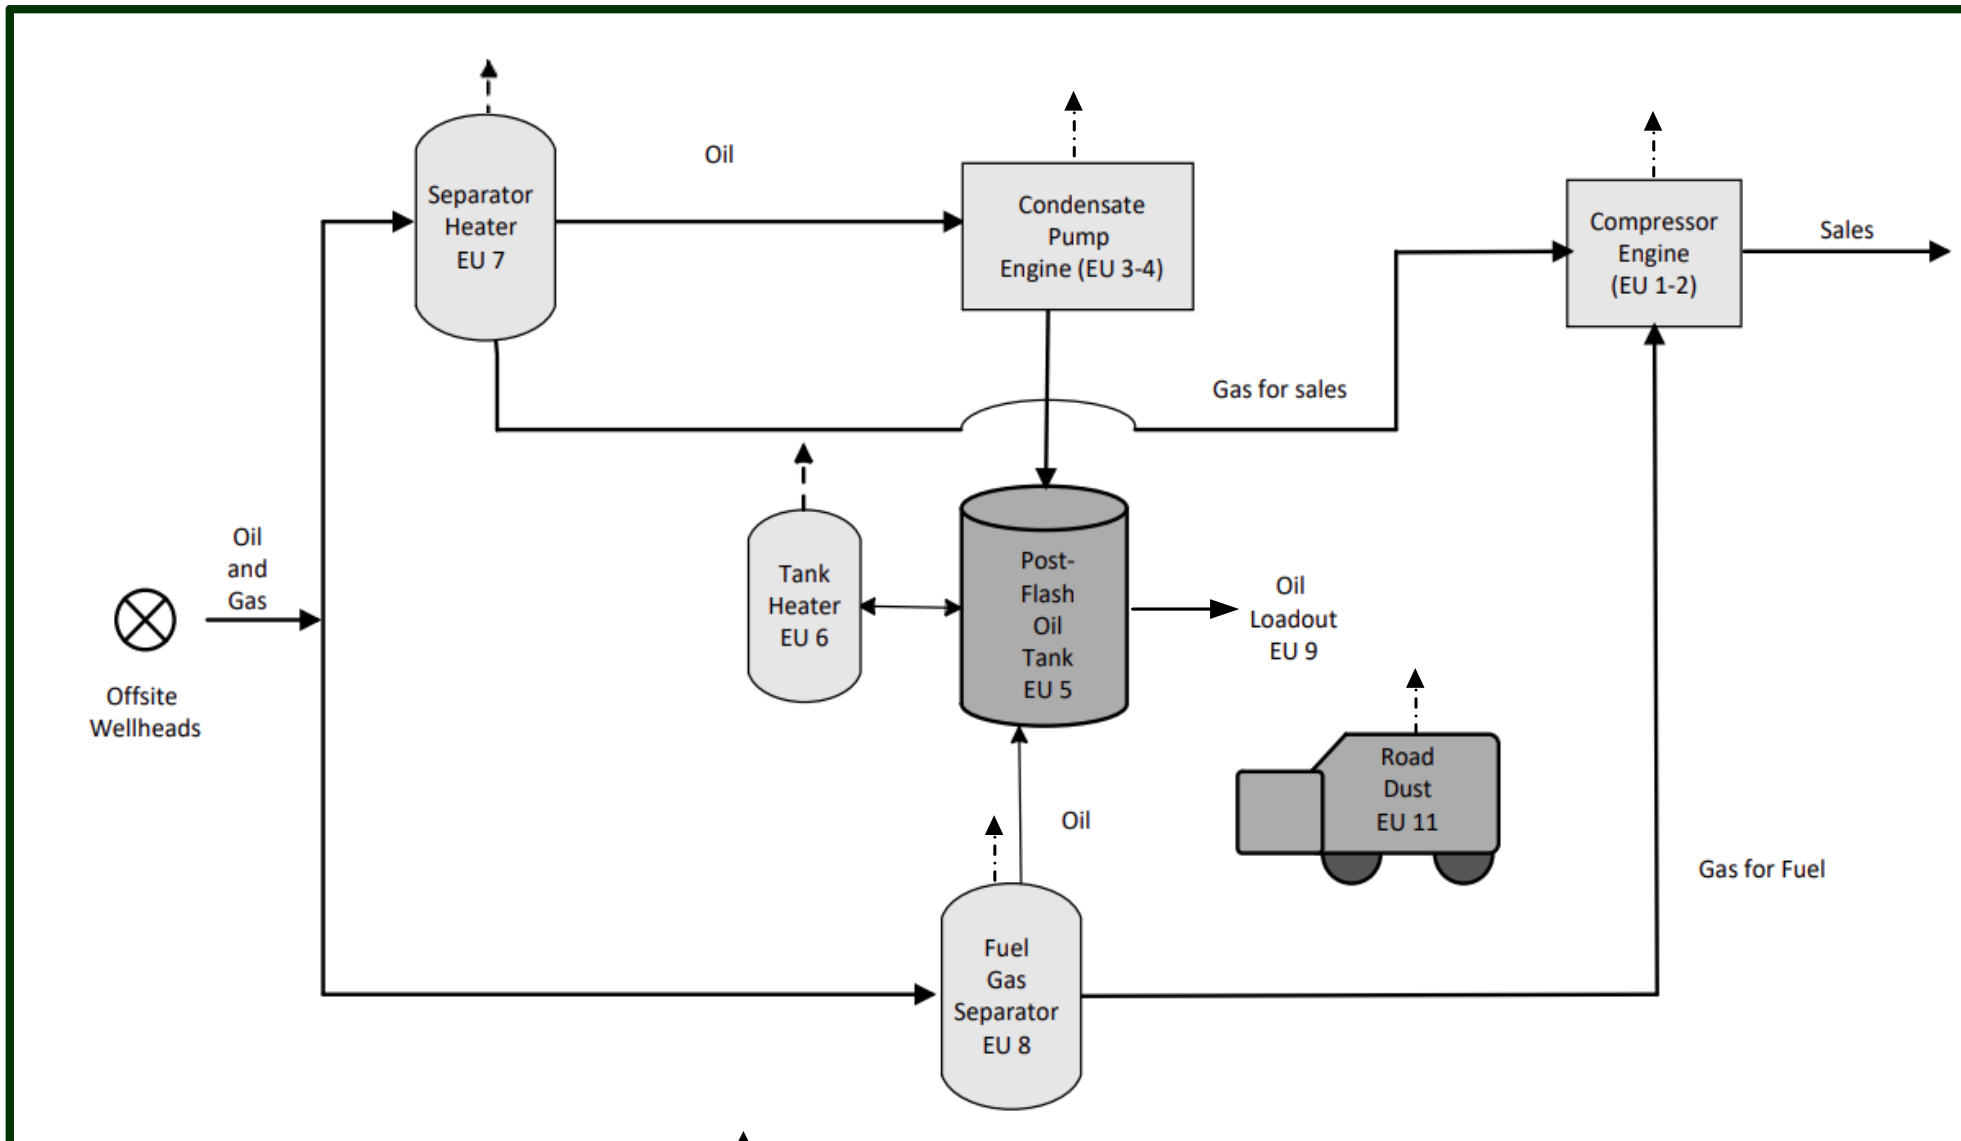 Separator
Heater
EU 7
Oil
Condensate
Pump
Engine (EU 3-4)
Compressor
Engine
(EU 1-2)
Sales
Gas for sales
Oil
and
Gas
Offsite
Wellheads
Tank
Heater
EU 6
Post-
Flash
Oil
Tank
EU 5
Oil
Loadout
EU 9
Road
Dust
EU 11
Oil
Gas for Fuel
Fuel
Gas
Separator
EU 8